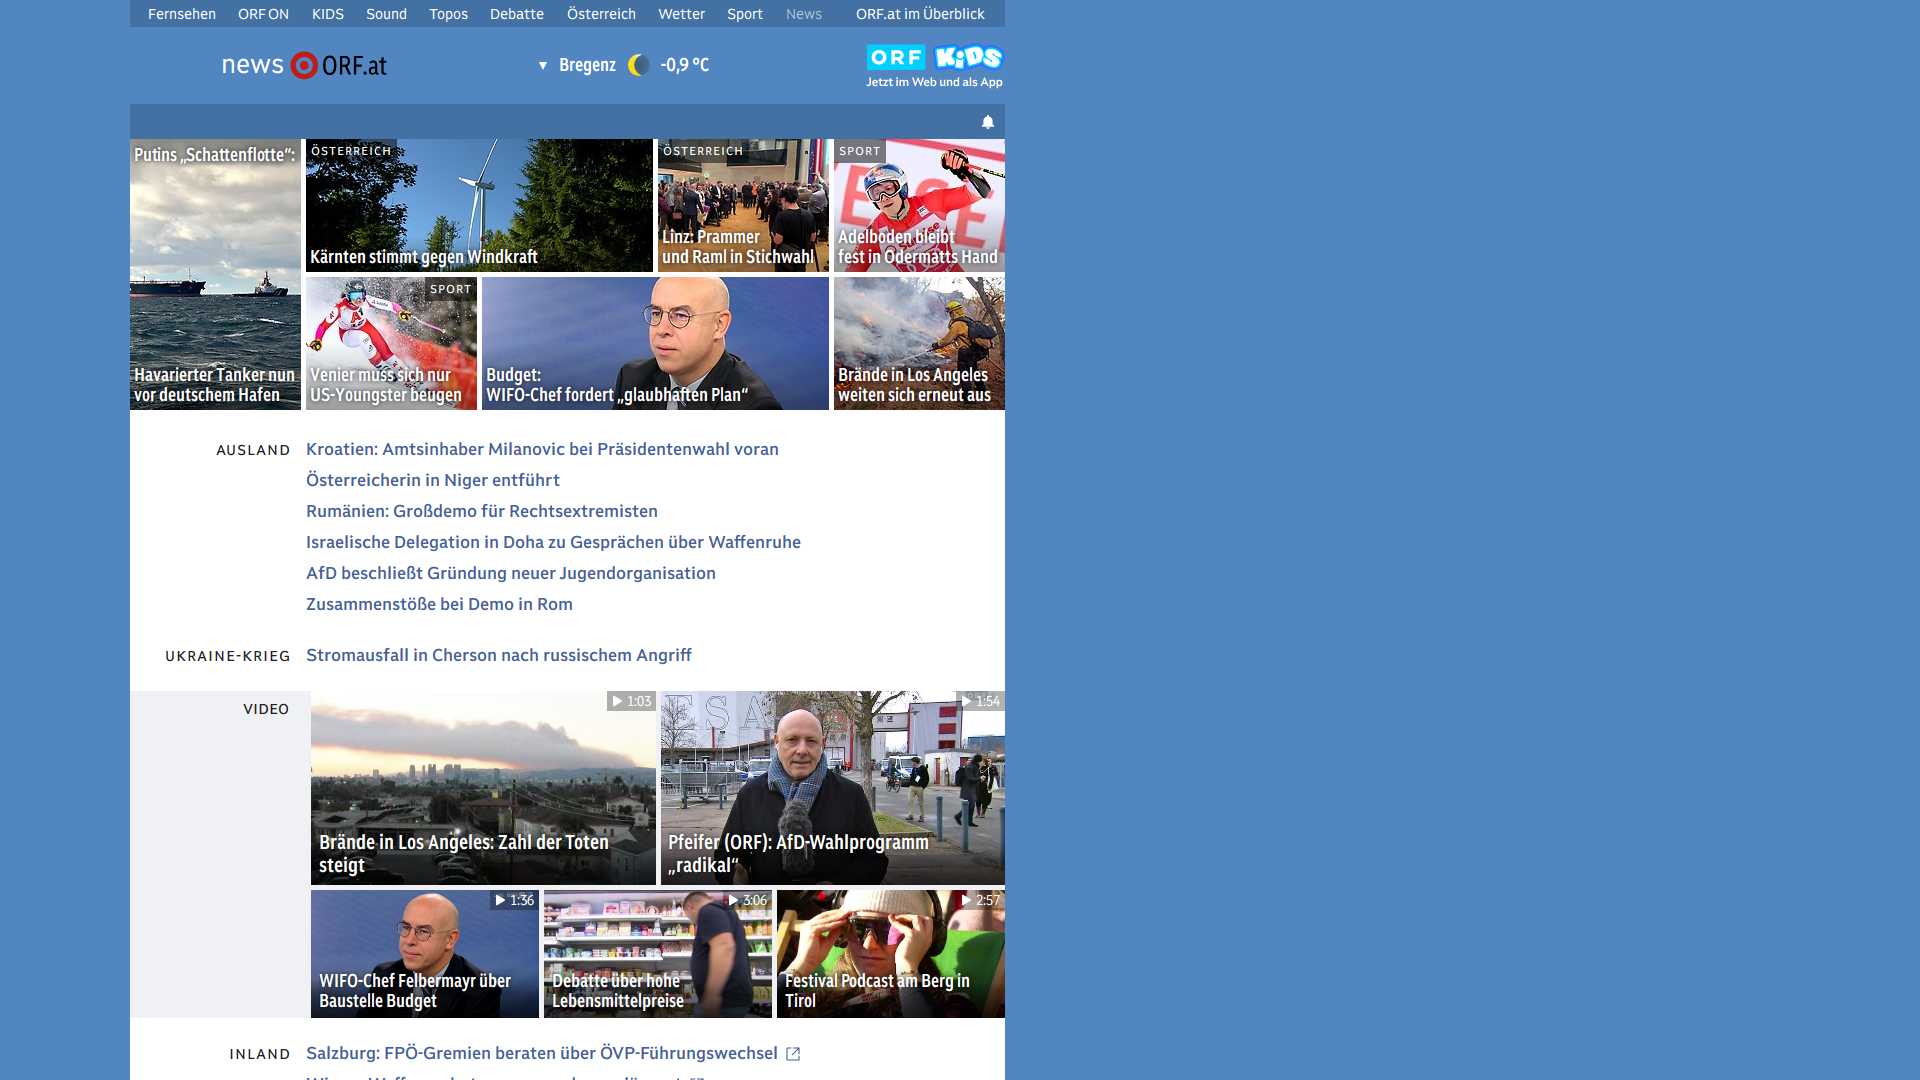 Fernsehen ORF ON KIDS Sound Topos Debatte Österreich Wetter Sport News ORF.at im Überblick
news ORF.at
▼ Bregenz -0,9 °C
ORF KiDS
Jetzt im Web und als App
Putins „Schattenflotte“:
Havarierter Tanker nun
vor deutschem Hafen
ÖSTERREICH
Kärnten stimmt gegen Windkraft
ÖSTERREICH
Linz: Prammer
und Raml in Stichwahl
SPORT
Adelboden bleibt
fest in Odermatts Hand
SPORT
Venier muss sich nur
US-Youngster beugen
Budget:
WIFO-Chef fordert „glaubhaften Plan“
Brände in Los Angeles
weiten sich erneut aus
AUSLAND
Kroatien: Amtsinhaber Milanovic bei Präsidentenwahl voran
Österreicherin in Niger entführt
Rumänien: Großdemo für Rechtsextremisten
Israelische Delegation in Doha zu Gesprächen über Waffenruhe
AfD beschließt Gründung neuer Jugendorganisation
Zusammenstöße bei Demo in Rom
UKRAINE-KRIEG
Stromausfall in Cherson nach russischem Angriff
VIDEO
1:03
Brände in Los Angeles: Zahl der Toten
steigt
1:54
Pfeifer (ORF): AfD-Wahlprogramm
„radikal“
1:36
WIFO-Chef Felbermayr über
Baustelle Budget
3:06
Debatte über hohe
Lebensmittelpreise
2:57
Festival Podcast am Berg in
Tirol
INLAND
Salzburg: FPÖ-Gremien beraten über ÖVP-Führungswechsel